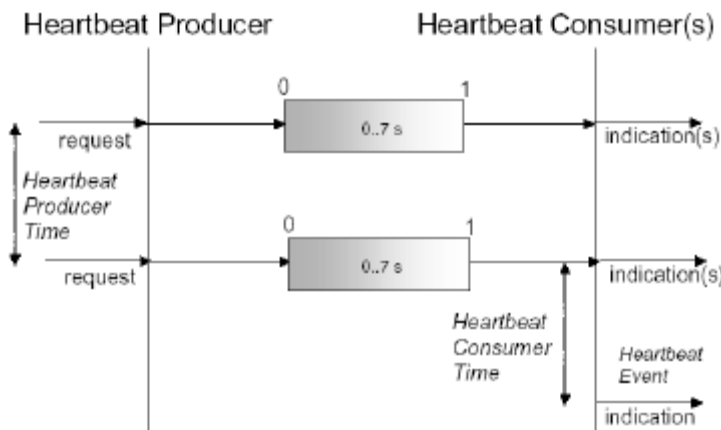 Heartbeat Producer
Heartbeat Consumer(s)
0
1
0..7 s
request
indication(s)
Heartbeat
Producer
Time
0
1
0..7 s
request
indication(s)
Heartbeat
Consumer
Time
Heartbeat
Event
indication